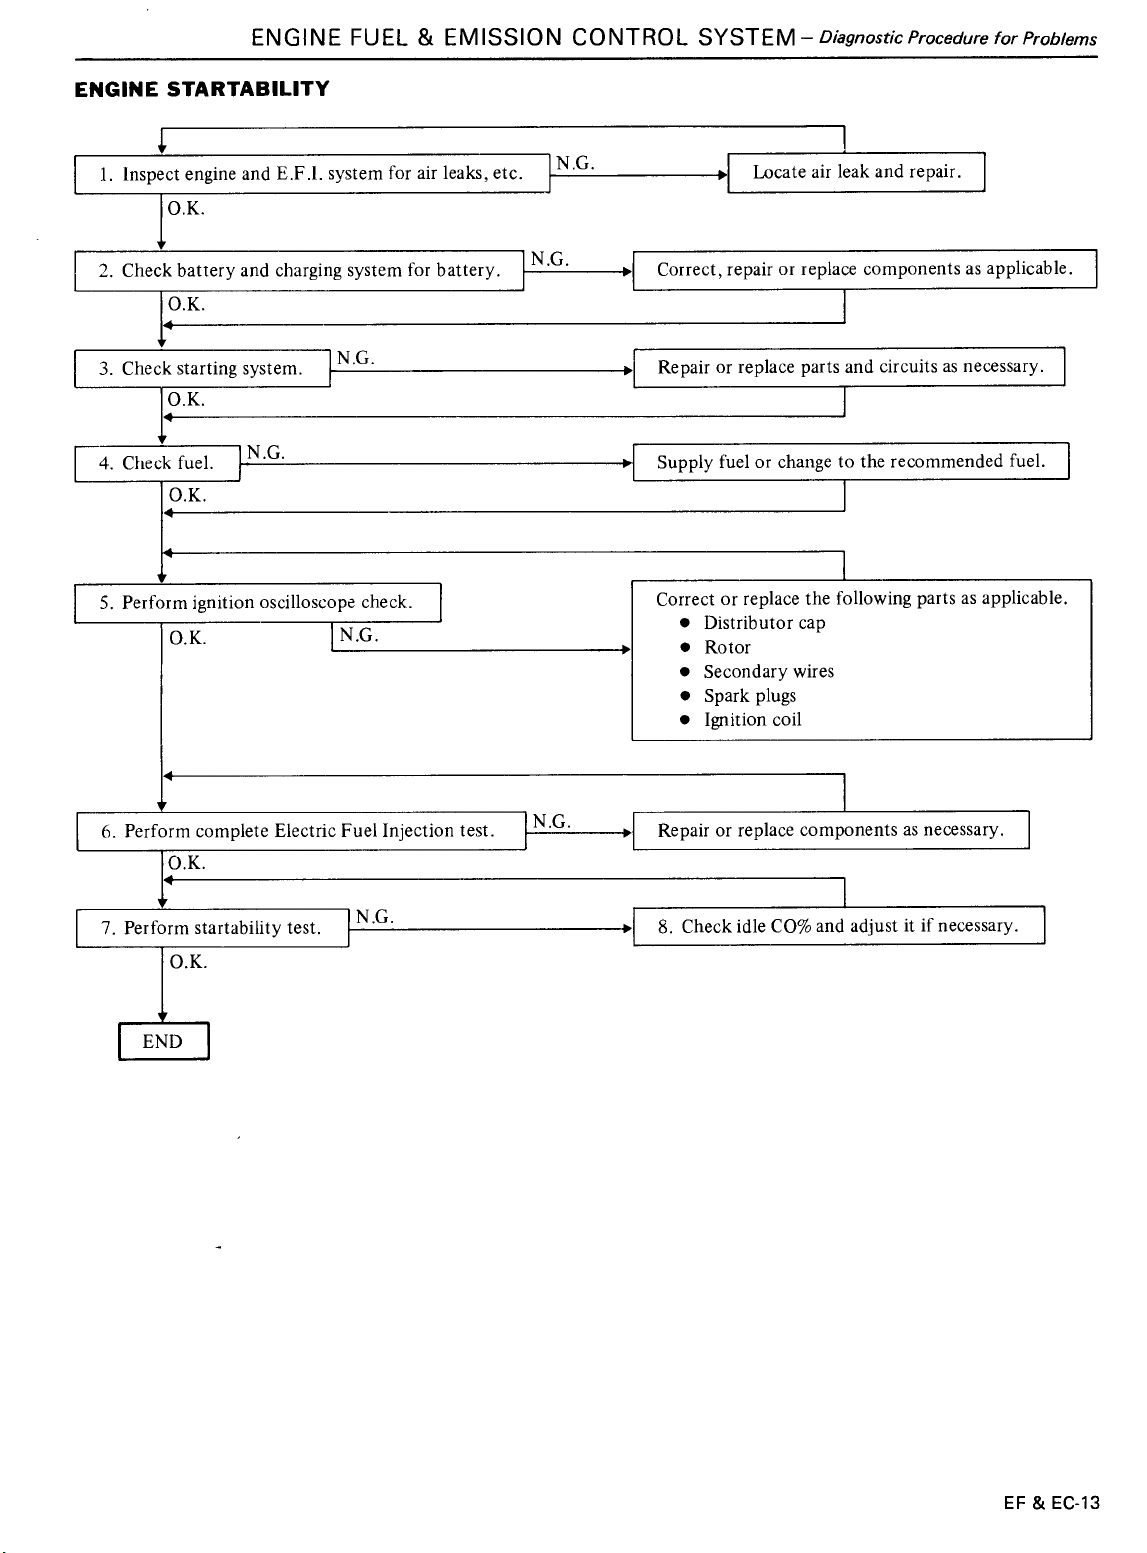 ENGINE FUEL & EMISSION CONTROL SYSTEM – Diagnostic Procedure for Problems
ENGINE STARTABILITY
1. Inspect engine and E.F.I. system for air leaks, etc.
N.G.
Locate air leak and repair.
O.K.
2. Check battery and charging system for battery.
N.G.
Correct, repair or replace components as applicable.
O.K.
3. Check starting system.
N.G.
Repair or replace parts and circuits as necessary.
O.K.
4. Check fuel.
N.G.
Supply fuel or change to the recommended fuel.
O.K.
5. Perform ignition oscilloscope check.
O.K.
N.G.
Correct or replace the following parts as applicable.
● Distributor cap
● Rotor
● Secondary wires
● Spark plugs
● Ignition coil
6. Perform complete Electric Fuel Injection test.
N.G.
Repair or replace components as necessary.
O.K.
7. Perform startability test.
N.G.
8. Check idle CO% and adjust it if necessary.
O.K.
END
EF & EC-13